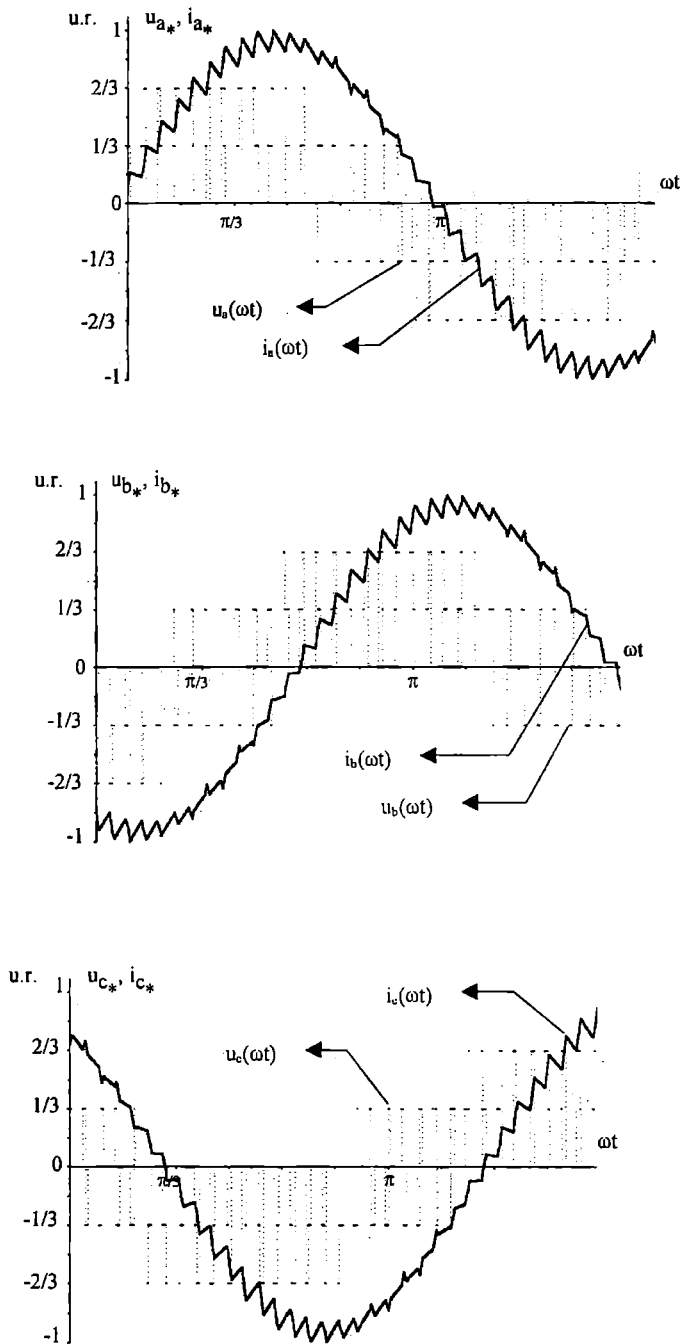 u.r. u_a*, i_a*
1
2/3
1/3
0
ωt
π/3
π
-1/3
u_a(ωt)
-2/3
i_a(ωt)
-1
u.r. u_b*, i_b*
1
2/3
1/3
0
ωt
π/3
π
-1/3
i_b(ωt)
-2/3
u_b(ωt)
-1
u.r. u_c*, i_c*
1
i_c(ωt)
2/3
u_c(ωt)
1/3
0
ωt
π/3
π
-1/3
-2/3
-1